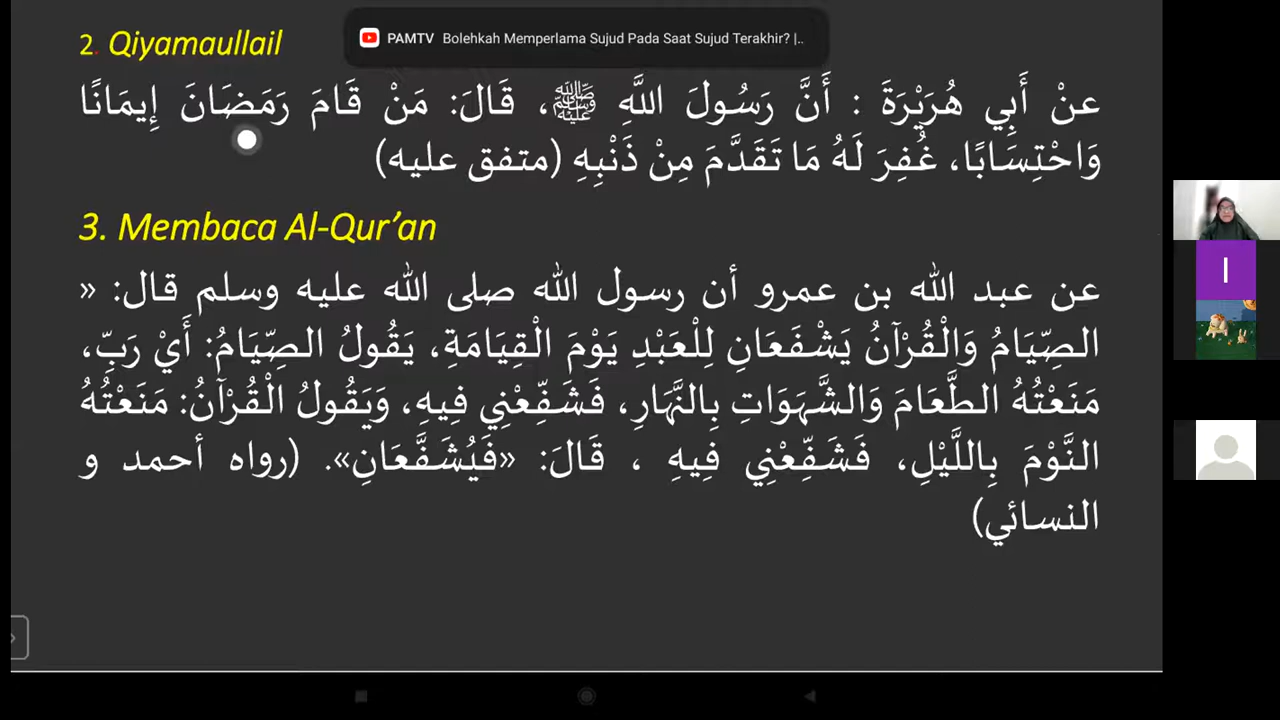 2. Qiyamaullail
PAMTV Bolehkah Memperlama Sujud Pada Saat Sujud Terakhir? |..
عنْ أَبِي هُرَيْرَةَ : أَنَّ رَسُولَ اللَّهِ ﷺ، قَالَ: مَنْ قَامَ رَمَضَانَ إِيمَانًا
وَاحْتِسَابًا، غُفِرَ لَهُ مَا تَقَدَّمَ مِنْ ذَنْبِهِ (متفق عليه)
3. Membaca Al-Qur’an
عن عبد الله بن عمرو أن رسول الله صلى الله عليه وسلم قال: «
الصِّيَامُ وَالْقُرْآنُ يَشْفَعَانِ لِلْعَبْدِ يَوْمَ الْقِيَامَةِ، يَقُولُ الصِّيَامُ: أَيْ رَبِّ،
مَنَعْتُهُ الطَّعَامَ وَالشَّهَوَاتِ بِالنَّهَارِ، فَشَفِّعْنِي فِيهِ، وَيَقُولُ الْقُرْآنُ: مَنَعْتُهُ
النَّوْمَ بِاللَّيْلِ، فَشَفِّعْنِي فِيهِ ، قَالَ: «فَيُشَفَّعَانِ». (رواه أحمد و
النسائي)
I